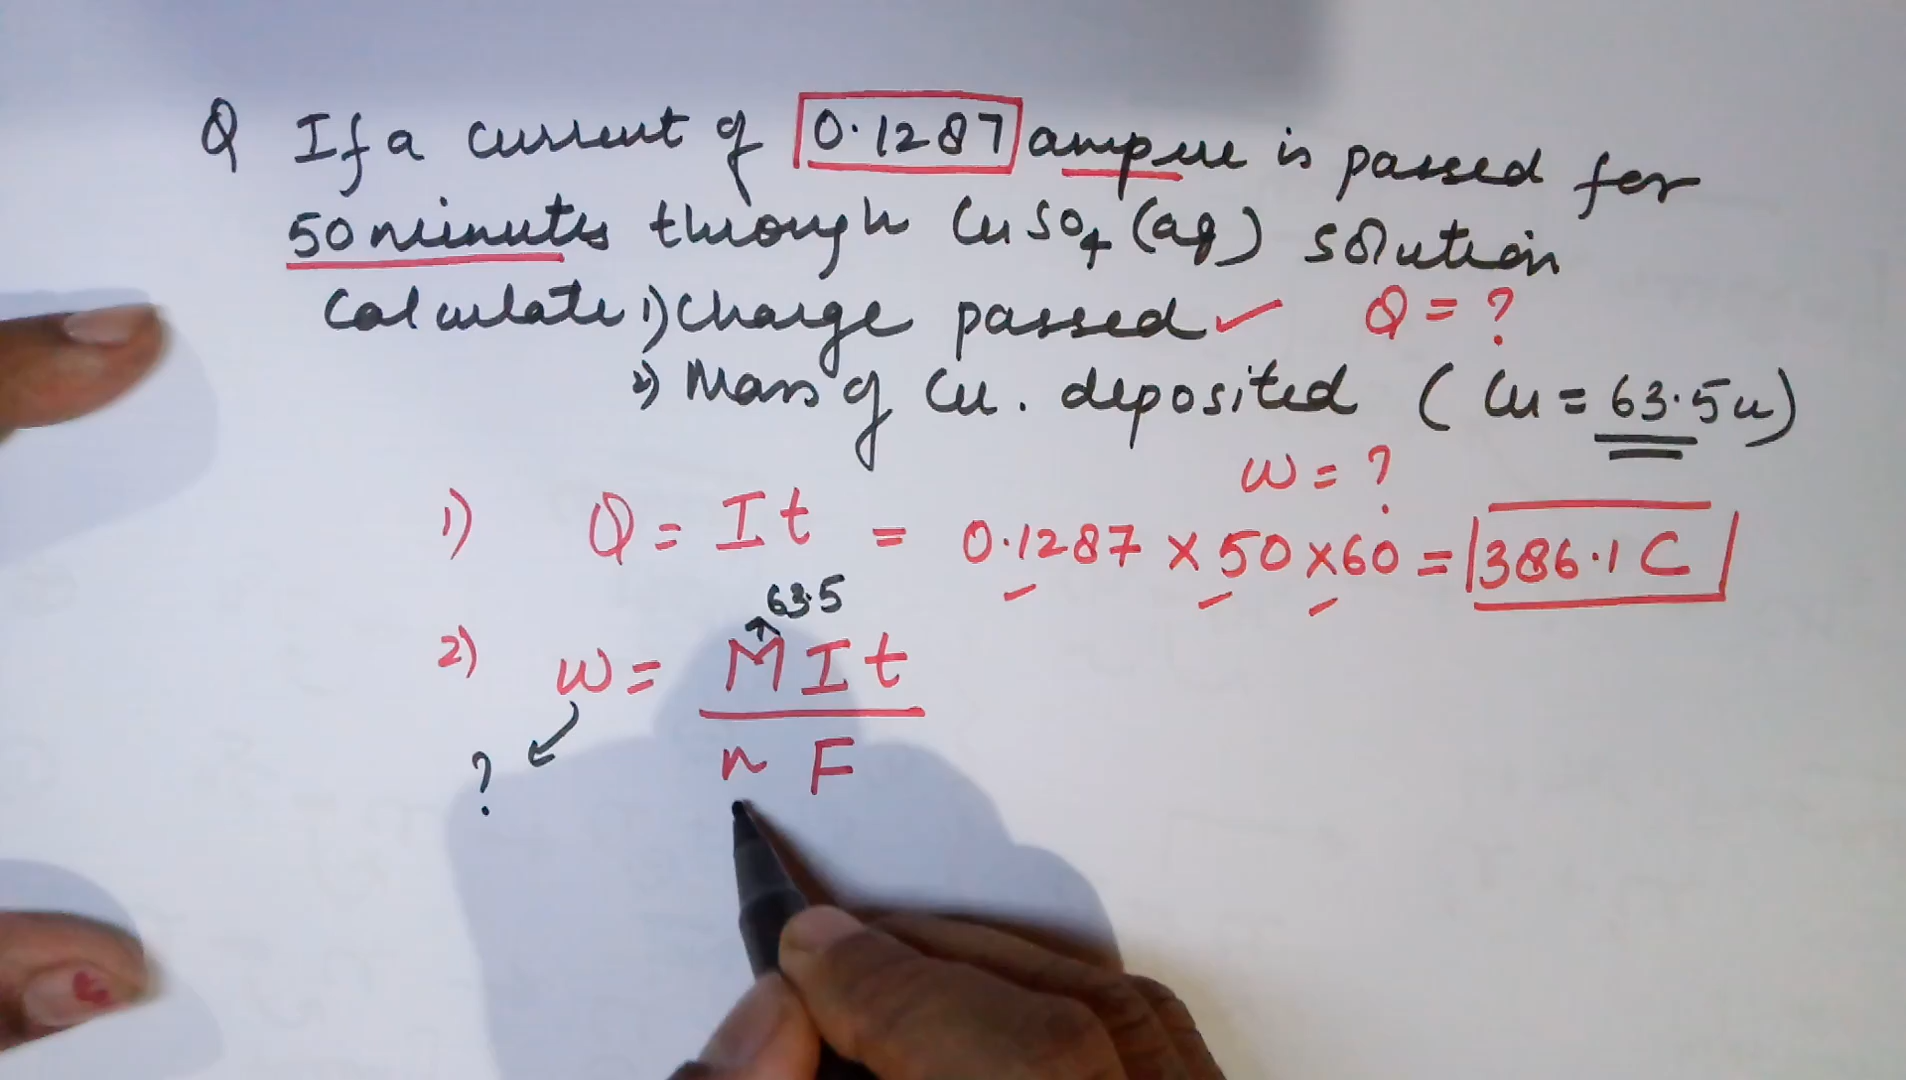 Q If a current of 0.1287 ampere is passed for
50 minutes through CuSO4 (aq) solution
Calculate 1) Charge passed ✓ Q = ?
2) Mass of Cu. deposited ( Cu = 63.5u)
w = ?
1) Q = It = 0.1287 × 50 × 60 = 386.1 C
63.5
2) w = MIt
n F
?